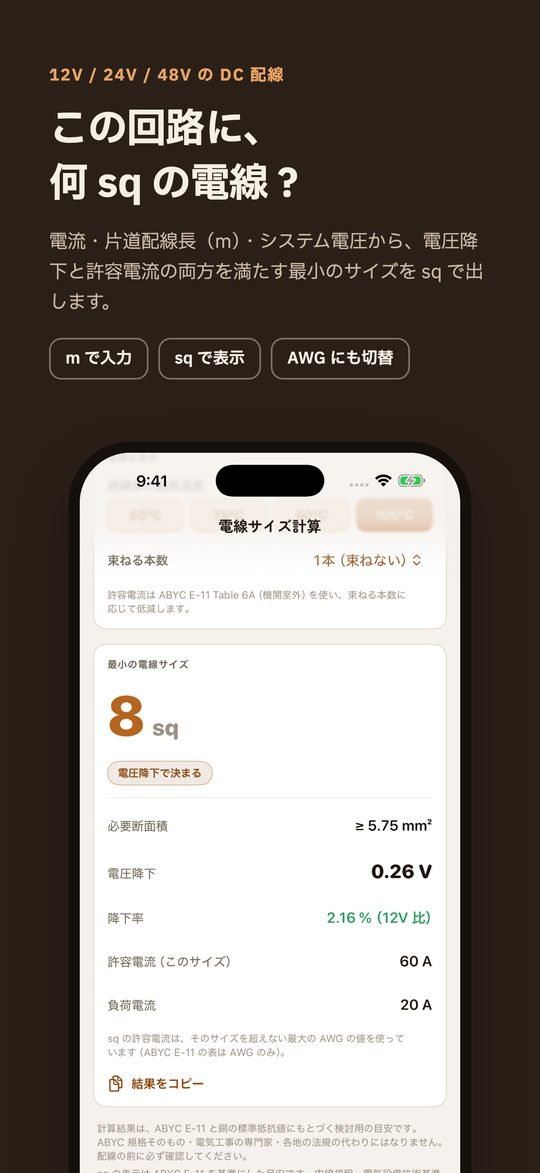 12V / 24V / 48V の DC 配線
この回路に、
何 sq の電線？
電流・片道配線長（m）・システム電圧から、電圧降
下と許容電流の両方を満たす最小のサイズを sq で出
します。
m で入力
sq で表示
AWG にも切替
9:41
60°C
105°C
電線サイズ計算
束ねる本数
1本（束ねない）
許容電流は ABYC E-11 Table 6A（機関室外）を使い、束ねる本数に
応じて低減します。
最小の電線サイズ
8 sq
電圧降下で決まる
必要断面積
≥ 5.75 mm²
電圧降下
0.26 V
降下率
2.16 %（12V 比）
許容電流（このサイズ）
60 A
負荷電流
20 A
sq の許容電流は、そのサイズを超えない最大の AWG の値を使って
います（ABYC E-11 の表は AWG のみ）。
結果をコピー
計算結果は、ABYC E-11 と銅の標準抵抗値にもとづく検討用の目安です。
ABYC 規格そのもの・電気工事の専門家・各地の法規の代わりにはなりません。
配線の前に必ず確認してください。